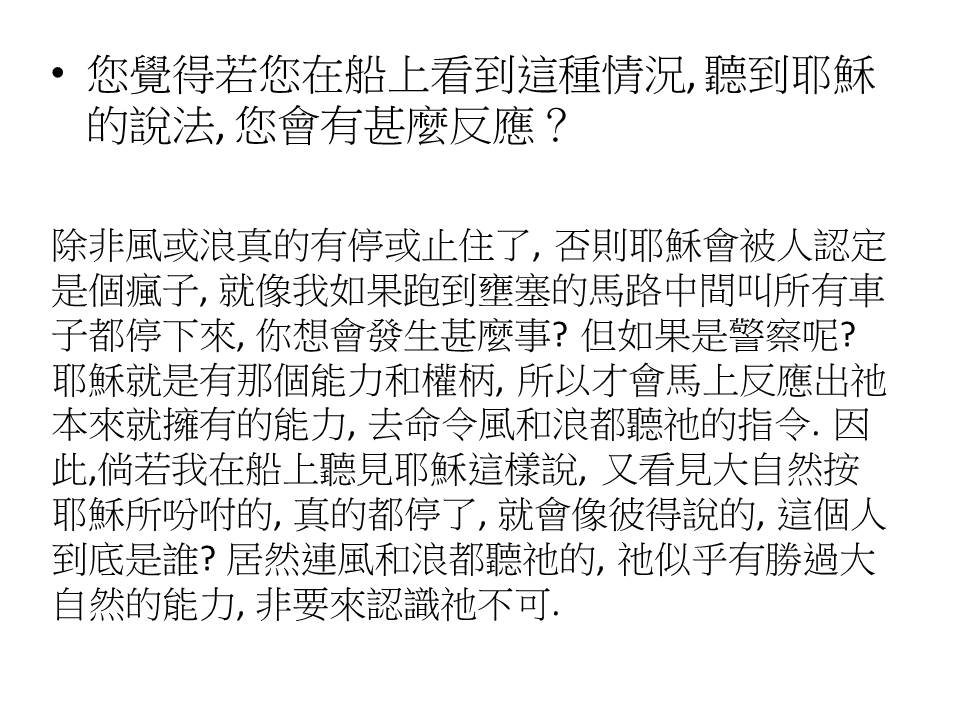 • 您覺得若您在船上看到這種情況, 聽到耶穌
的說法, 您會有甚麼反應？
除非風或浪真的有停或止住了, 否則耶穌會被人認定
是個瘋子, 就像我如果跑到壅塞的馬路中間叫所有車
子都停下來, 你想會發生甚麼事? 但如果是警察呢?
耶穌就是有那個能力和權柄, 所以才會馬上反應出祂
本來就擁有的能力, 去命令風和浪都聽祂的指令. 因
此,倘若我在船上聽見耶穌這樣說, 又看見大自然按
耶穌所吩咐的, 真的都停了, 就會像彼得說的, 這個人
到底是誰? 居然連風和浪都聽祂的, 祂似乎有勝過大
自然的能力, 非要來認識祂不可.